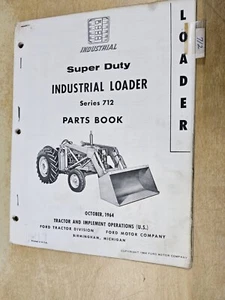 INDUSTRIAL
Super Duty
INDUSTRIAL LOADER
Series 712
PARTS BOOK
OCTOBER, 1964
TRACTOR AND IMPLEMENT OPERATIONS (U.S.)
FORD TRACTOR DIVISION FORD MOTOR COMPANY
BIRMINGHAM, MICHIGAN
LOADER
712